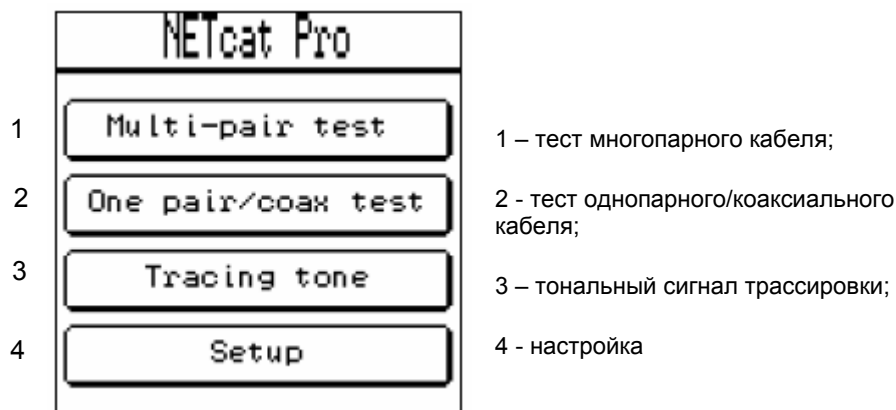 NETcat Pro
1 Multi-pair test
2 One pair/coax test
3 Tracing tone
4 Setup
1 – тест многопарного кабеля;
2 - тест однопарного/коаксиального
кабеля;
3 – тональный сигнал трассировки;
4 - настройка